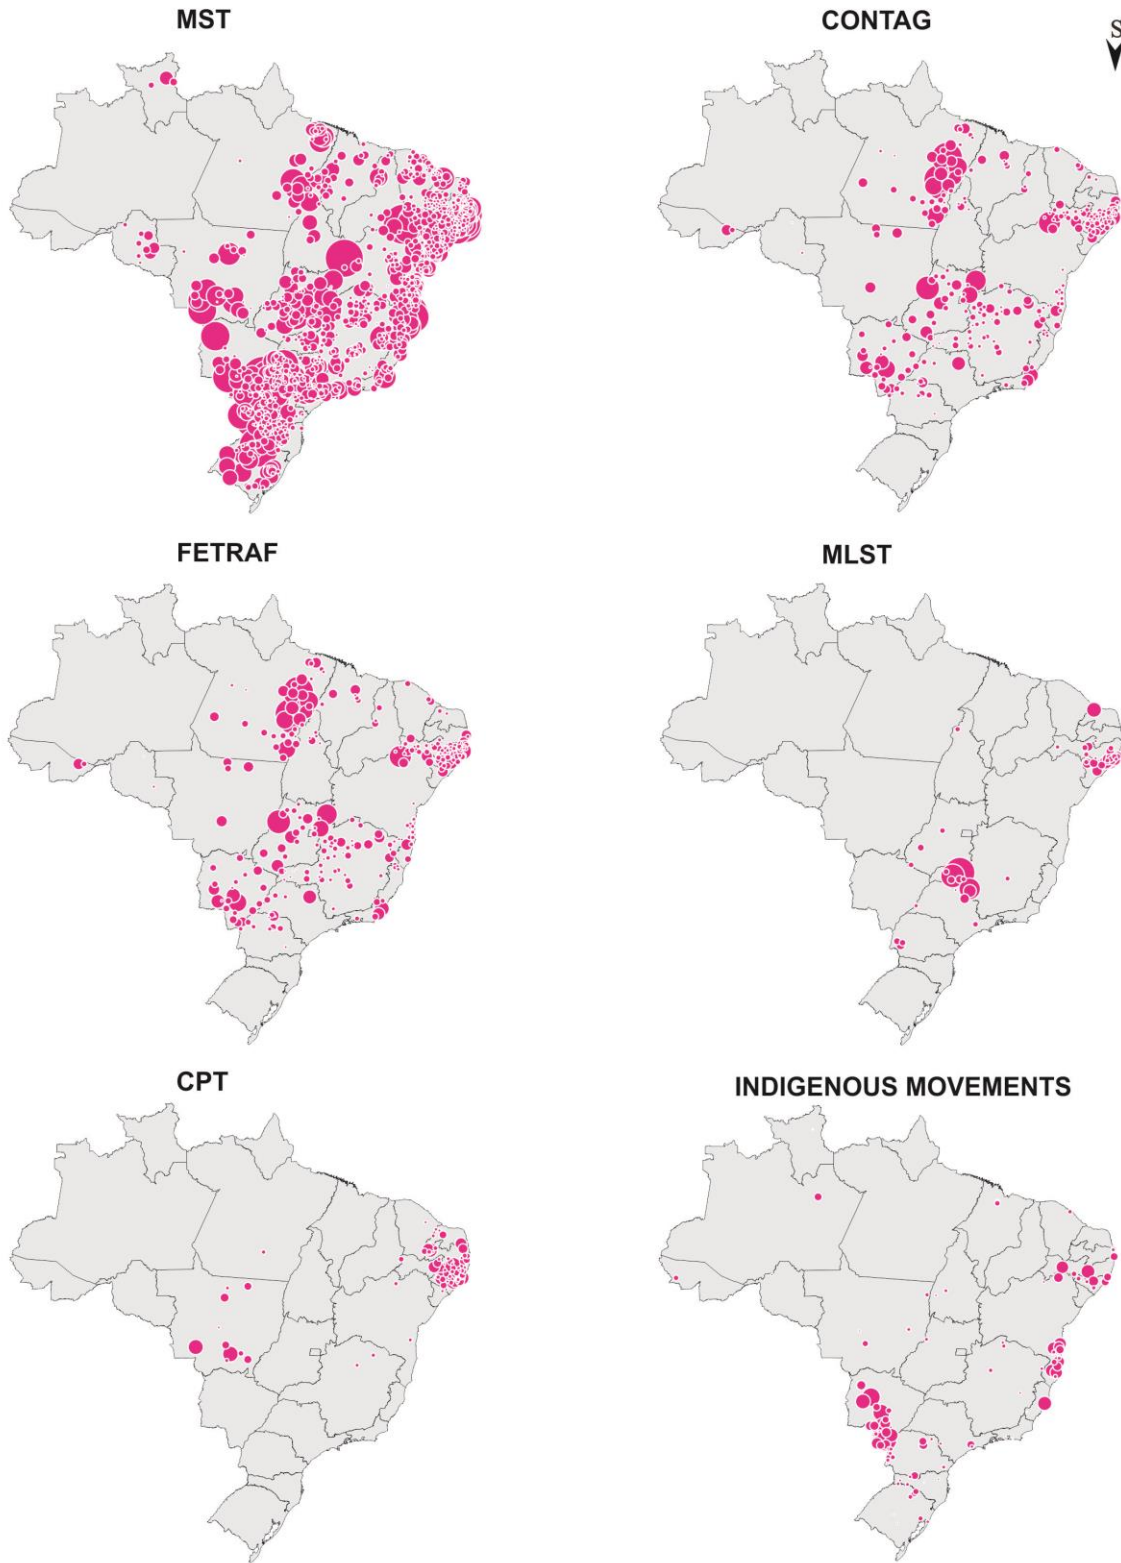 MST
CONTAG
S
FETRAF
MLST
CPT
INDIGENOUS MOVEMENTS